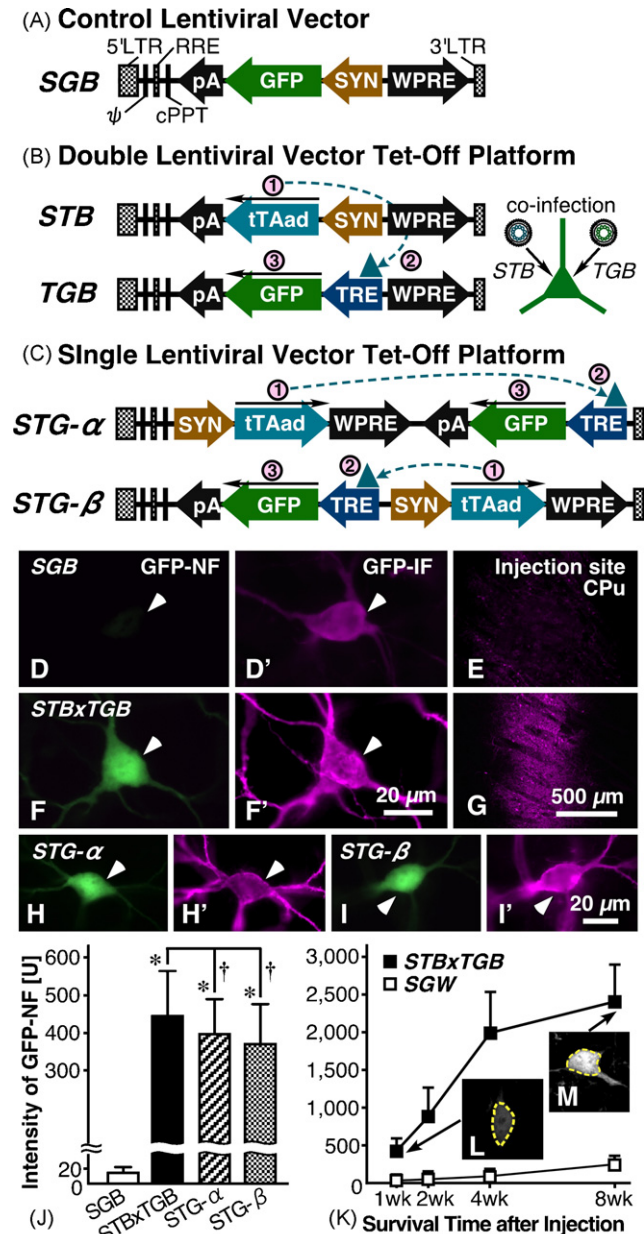 (A) Control Lentiviral Vector
5'LTR RRE 3'LTR
SGB pA GFP SYN WPRE
ψ cPPT
(B) Double Lentiviral Vector Tet-Off Platform
1
STB pA tTAad SYN WPRE
co-infection
3 2
STB TGB
TGB pA GFP TRE WPRE
(C) SIngle Lentiviral Vector Tet-Off Platform
1 3 2
STG-α SYN tTAad WPRE pA GFP TRE
3 2 1
STG-β pA GFP TRE SYN tTAad WPRE
SGB GFP-NF GFP-IF Injection site
CPu
D D' E
STBxTGB
F F' 20 µm G 500 µm
STG-α STG-β
H H' I I' 20 µm
Intensity of GFP-NF [U]
600
500
400
300
20
0
* * † * †
SGB STBxTGB STG-α STG-β
(J)
3,000
2,500
2,000
1,500
1,000
500
0
STBxTGB
SGW
M
L
1wk 2wk 4wk 8wk
(K) Survival Time after Injection